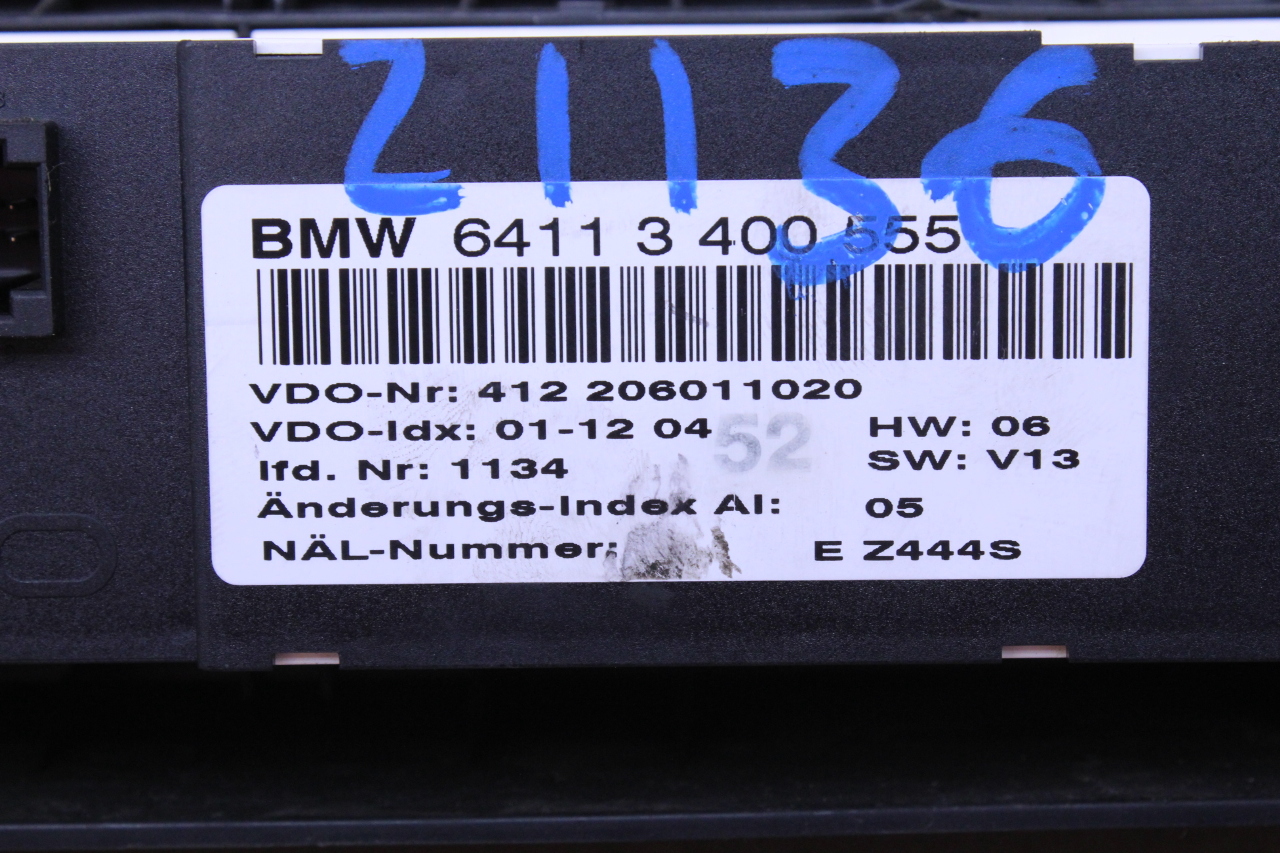 21136
BMW 6411 3 400 555
VDO-Nr: 412 206011020
VDO-Idx: 01-12 04 52 HW: 06
lfd. Nr: 1134 SW: V13
Änderungs-Index AI: 05
NÄL-Nummer: E Z444S